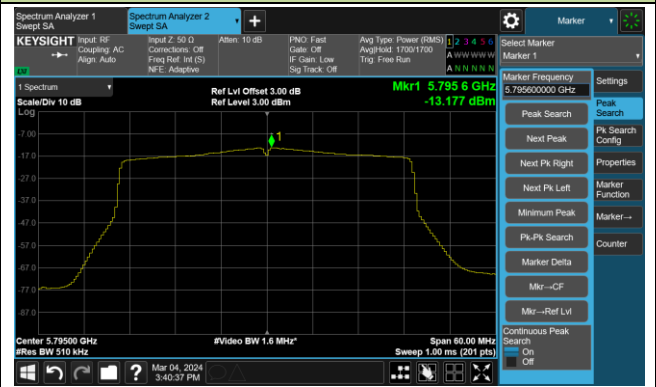 Spectrum Analyzer 1
Swept SA
Spectrum Analyzer 2
Swept SA
Marker
KEYSIGHT
Input: RF
Coupling: AC
Align: Auto
Input Z: 50 Ω
Corrections: Off
Freq Ref: Int (S)
NFE: Adaptive
Atten: 10 dB
PNO: Fast
Gate: Off
IF Gain: Low
Sig Track: Off
Avg Type: Power (RMS)
Avg|Hold: 1700/1700
Trig: Free Run
1 2 3 4 5 6
A W W W W W
A N N N N N
LXI
Select Marker
Marker 1
1 Spectrum
Scale/Div 10 dB
Log
Ref Lvl Offset 3.00 dB
Ref Level 3.00 dBm
Mkr1 5.795 6 GHz
-13.177 dBm
1
-7.00
-17.0
-27.0
-37.0
-47.0
-57.0
-67.0
-77.0
-87.0
Center 5.79500 GHz
#Res BW 510 kHz
#Video BW 1.6 MHz*
Span 60.00 MHz
Sweep 1.00 ms (201 pts)
Marker Frequency
5.795600000 GHz
Peak Search
Next Peak
Next Pk Right
Next Pk Left
Minimum Peak
Pk-Pk Search
Marker Delta
Mkr→CF
Mkr→Ref Lvl
Continuous Peak
Search
On
Off
Settings
Peak
Search
Pk Search
Config
Properties
Marker
Function
Marker→
Counter
Mar 04, 2024
3:40:37 PM